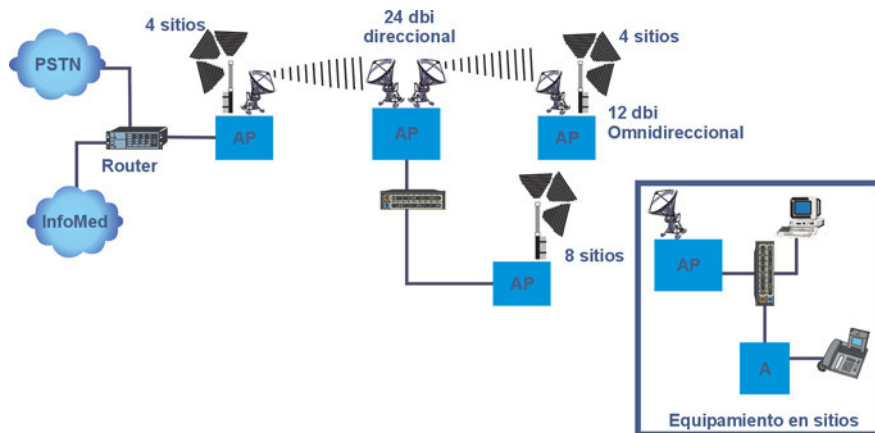 4 sitios
24 dbi
direccional
4 sitios
PSTN
AP
AP
AP
12 dbi
Omnidireccional
Router
InfoMed
AP
8 sitios
AP
A
Equipamiento en sitios